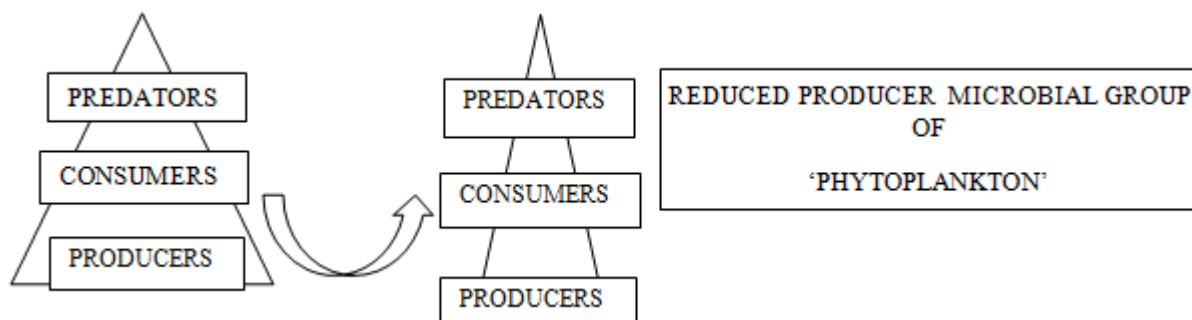 PREDATORS
CONSUMERS
PRODUCERS
PREDATORS
CONSUMERS
PRODUCERS
REDUCED PRODUCER MICROBIAL GROUP
OF
‘PHYTOPLANKTON’